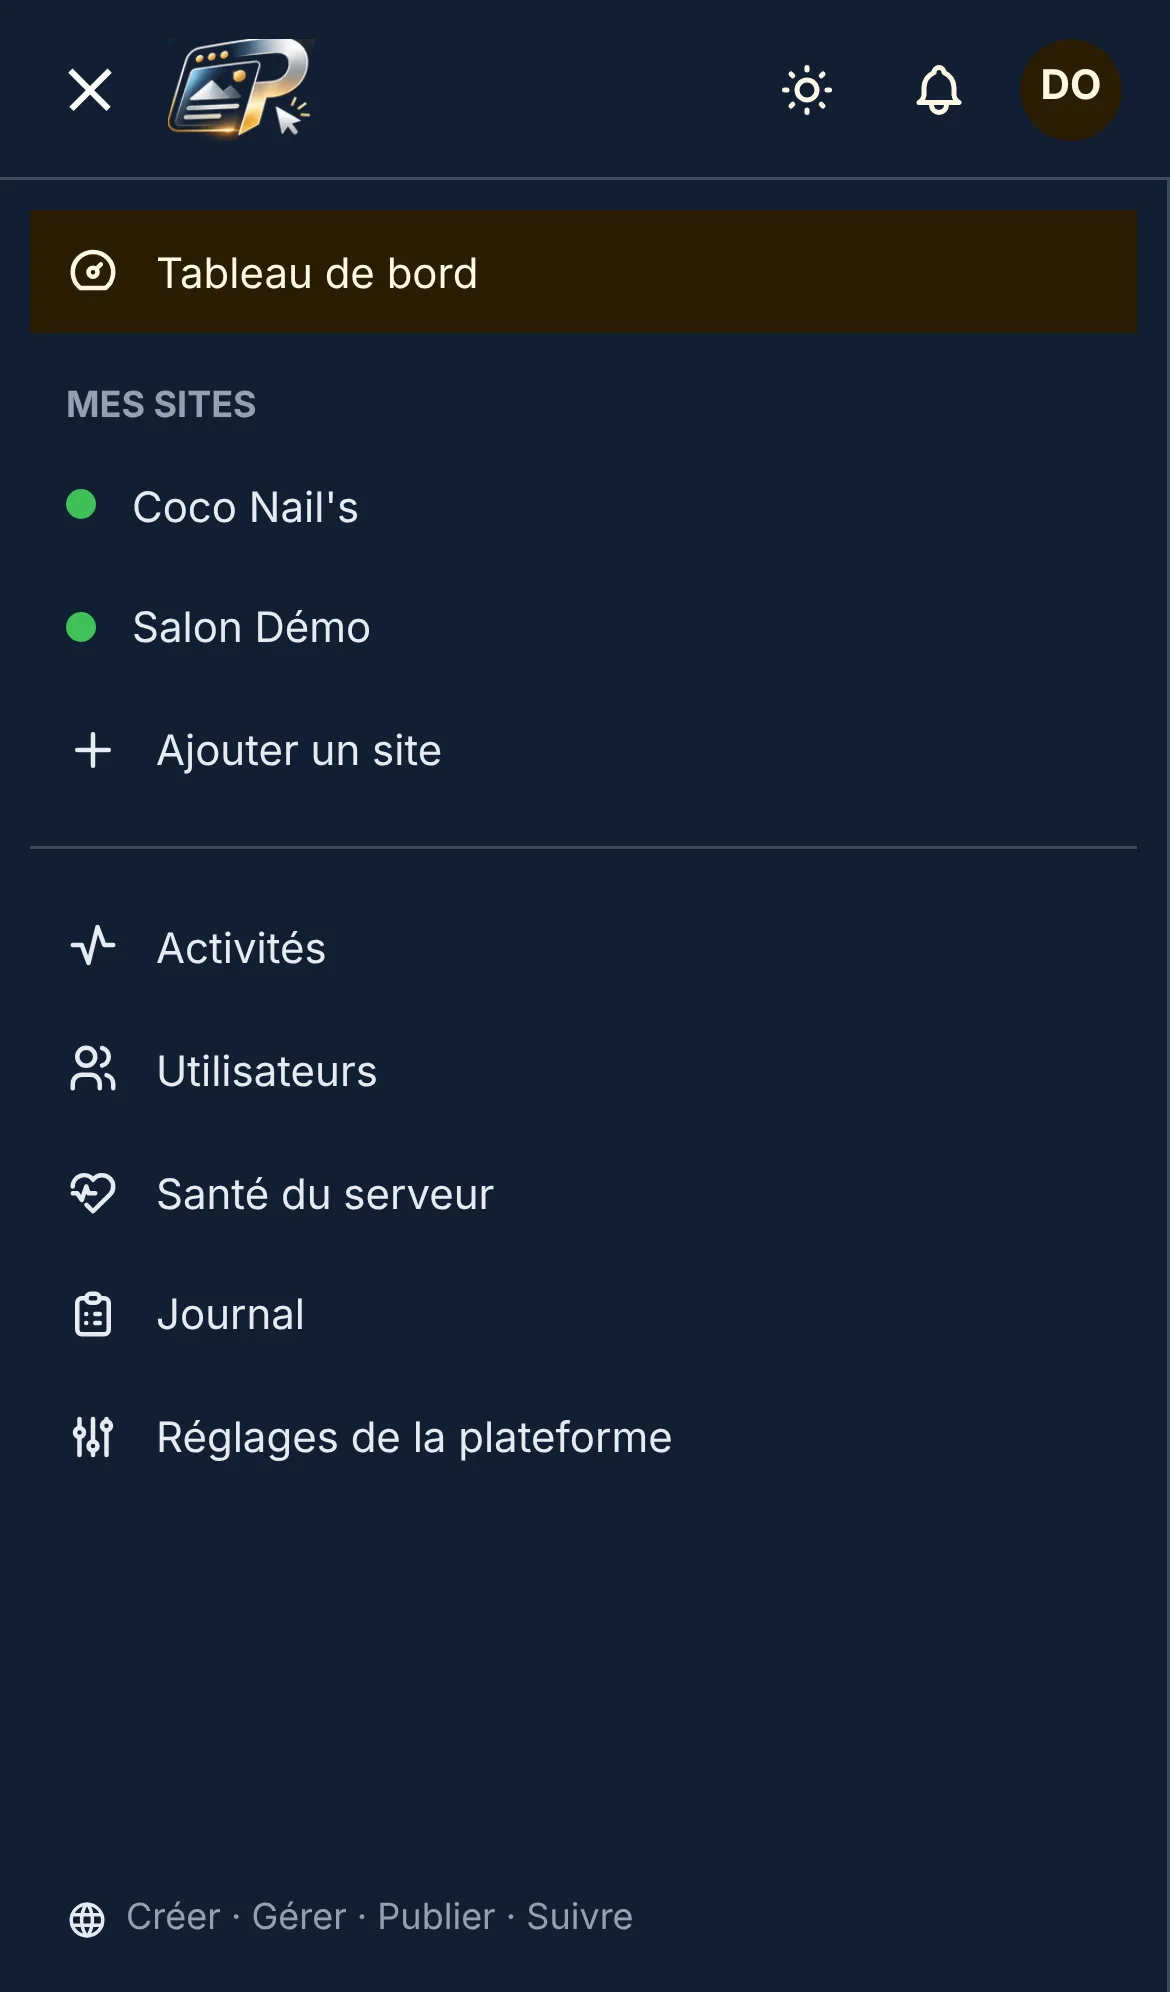 DO
Tableau de bord
MES SITES
Coco Nail's
Salon Démo
Ajouter un site
Activités
Utilisateurs
Santé du serveur
Journal
Réglages de la plateforme
Créer · Gérer · Publier · Suivre